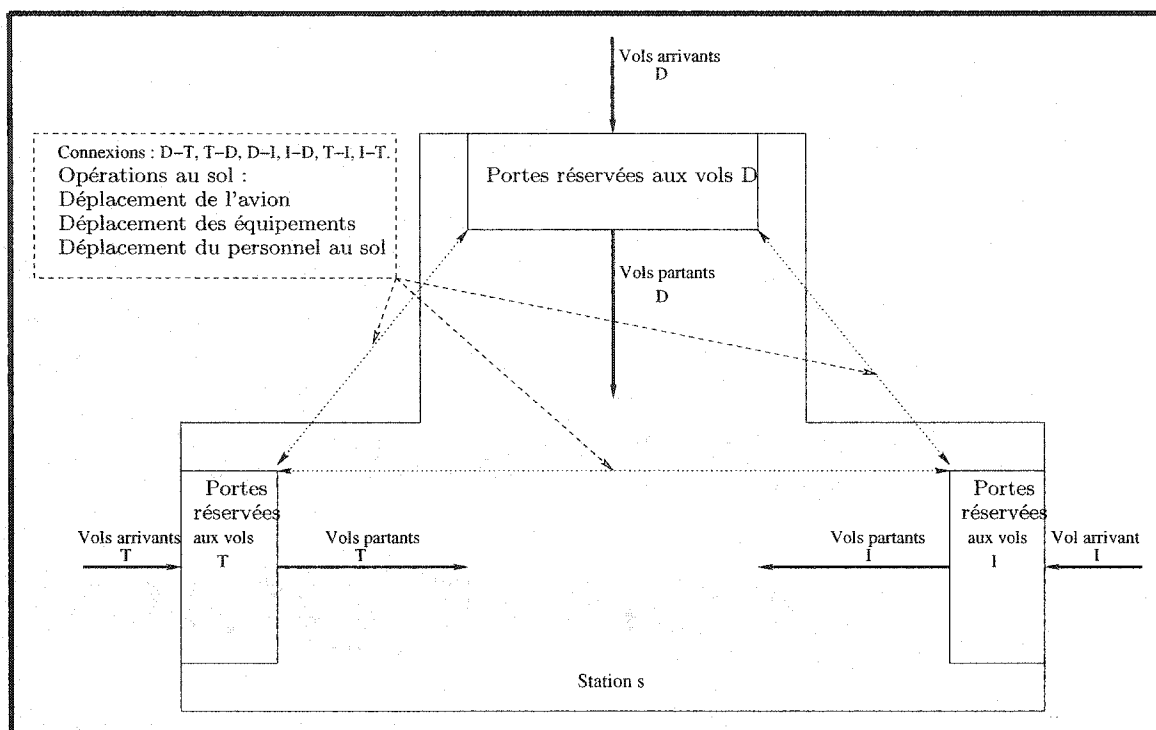 Vols arrivants
D
Connexions : D–T, T–D, D–I, I–D, T–I, I–T.
Opérations au sol :
Déplacement de l'avion
Déplacement des équipements
Déplacement du personnel au sol
Portes réservées aux vols D
Vols partants
D
Portes
réservées
aux vols
T
Vols arrivants
T
Vols partants
T
Vols partants
I
Portes
réservées
aux vols
I
Vol arrivant
I
Station s